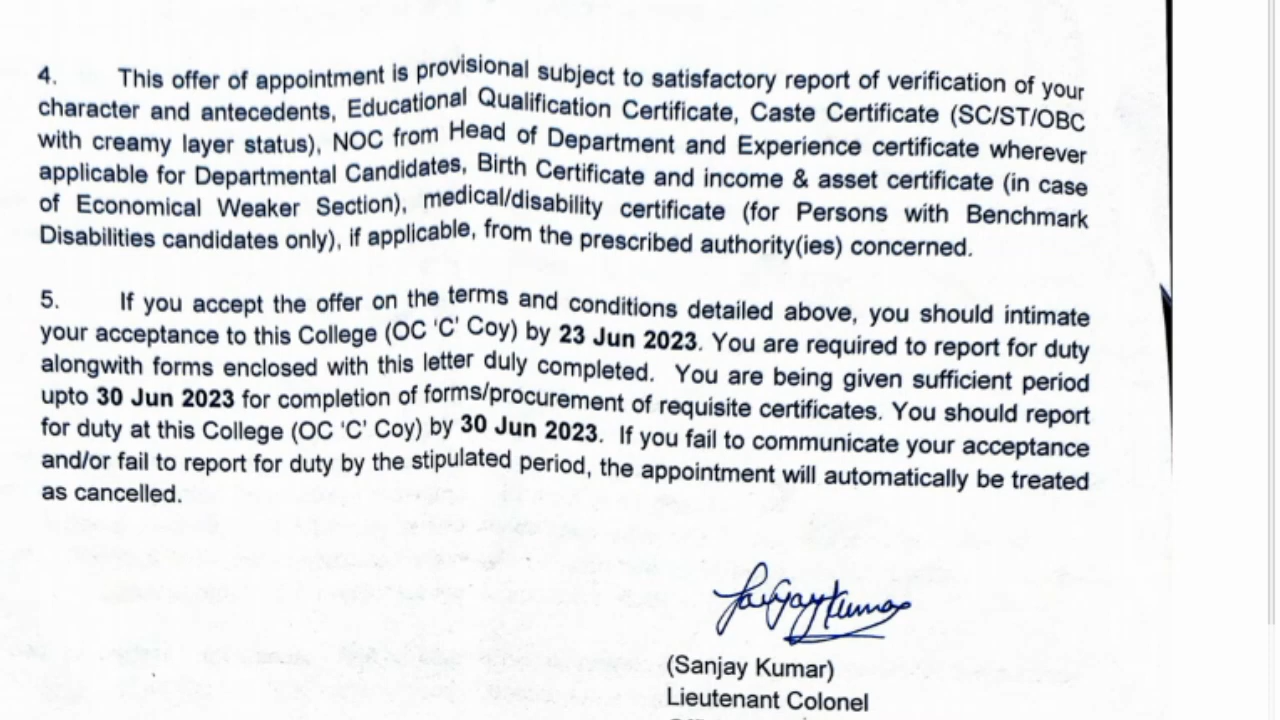 4. This offer of appointment is provisional subject to satisfactory report of verification of your
character and antecedents, Educational Qualification Certificate, Caste Certificate (SC/ST/OBC
with creamy layer status), NOC from Head of Department and Experience certificate wherever
applicable for Departmental Candidates, Birth Certificate and income & asset certificate (in case
of Economical Weaker Section), medical/disability certificate (for Persons with Benchmark
Disabilities candidates only), if applicable, from the prescribed authority(ies) concerned.
5. If you accept the offer on the terms and conditions detailed above, you should intimate
your acceptance to this College (OC 'C' Coy) by 23 Jun 2023. You are required to report for duty
alongwith forms enclosed with this letter duly completed. You are being given sufficient period
upto 30 Jun 2023 for completion of forms/procurement of requisite certificates. You should report
for duty at this College (OC 'C' Coy) by 30 Jun 2023. If you fail to communicate your acceptance
and/or fail to report for duty by the stipulated period, the appointment will automatically be treated
as cancelled.
Sanjay Kumar
(Sanjay Kumar)
Lieutenant Colonel